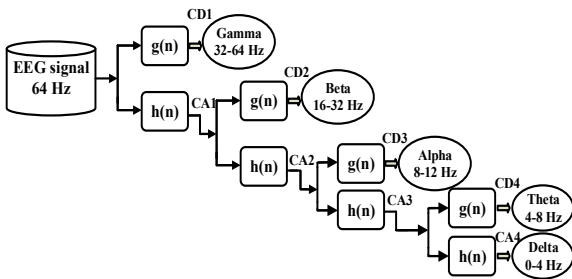 CD1
Gamma
32-64 Hz
g(n)
EEG signal
64 Hz
CD2
Beta
16-32 Hz
g(n)
h(n)
CA1
CD3
Alpha
8-12 Hz
g(n)
h(n)
CA2
CD4
Theta
4-8 Hz
g(n)
h(n)
CA3
CA4
Delta
0-4 Hz
h(n)